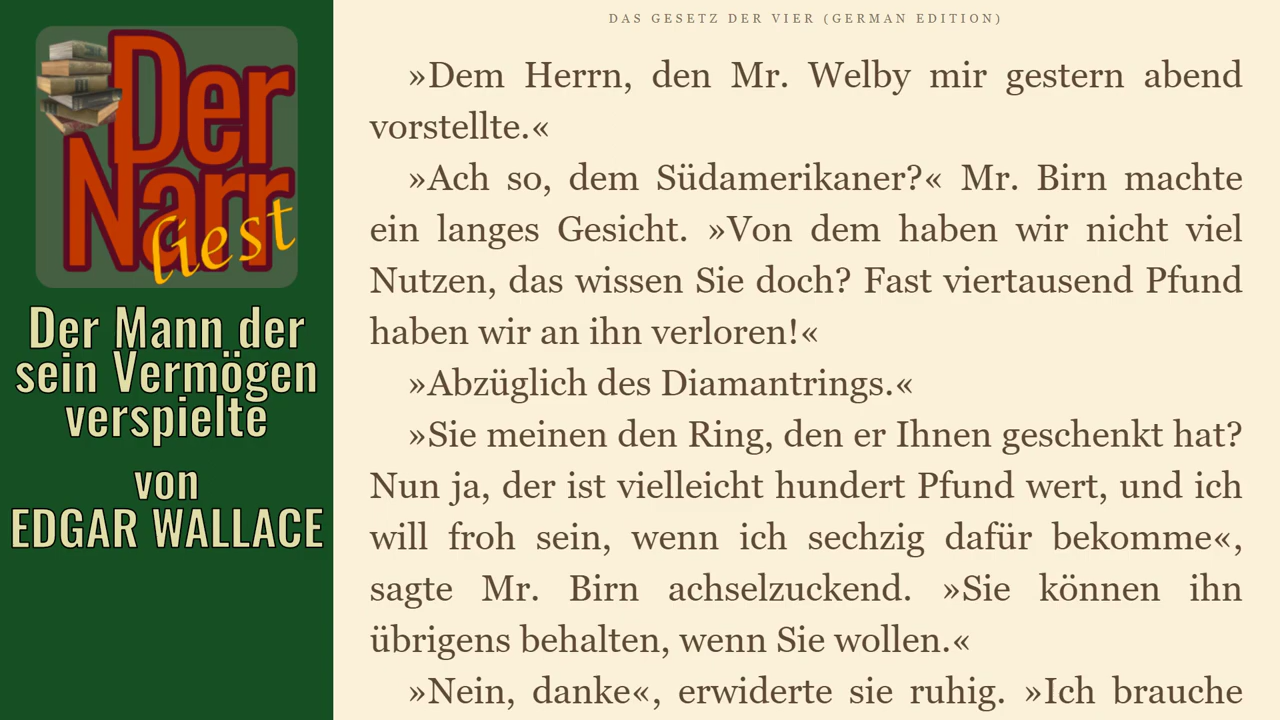 Der
Narr
liest
Der Mann der
sein Vermögen
verspielte
von
EDGAR WALLACE
DAS GESETZ DER VIER (GERMAN EDITION)
»Dem Herrn, den Mr. Welby mir gestern abend
vorstellte.«
»Ach so, dem Südamerikaner?« Mr. Birn machte
ein langes Gesicht. »Von dem haben wir nicht viel
Nutzen, das wissen Sie doch? Fast viertausend Pfund
haben wir an ihn verloren!«
»Abzüglich des Diamantrings.«
»Sie meinen den Ring, den er Ihnen geschenkt hat?
Nun ja, der ist vielleicht hundert Pfund wert, und ich
will froh sein, wenn ich sechzig dafür bekomme«,
sagte Mr. Birn achselzuckend. »Sie können ihn
übrigens behalten, wenn Sie wollen.«
»Nein, danke«, erwiderte sie ruhig. »Ich brauche